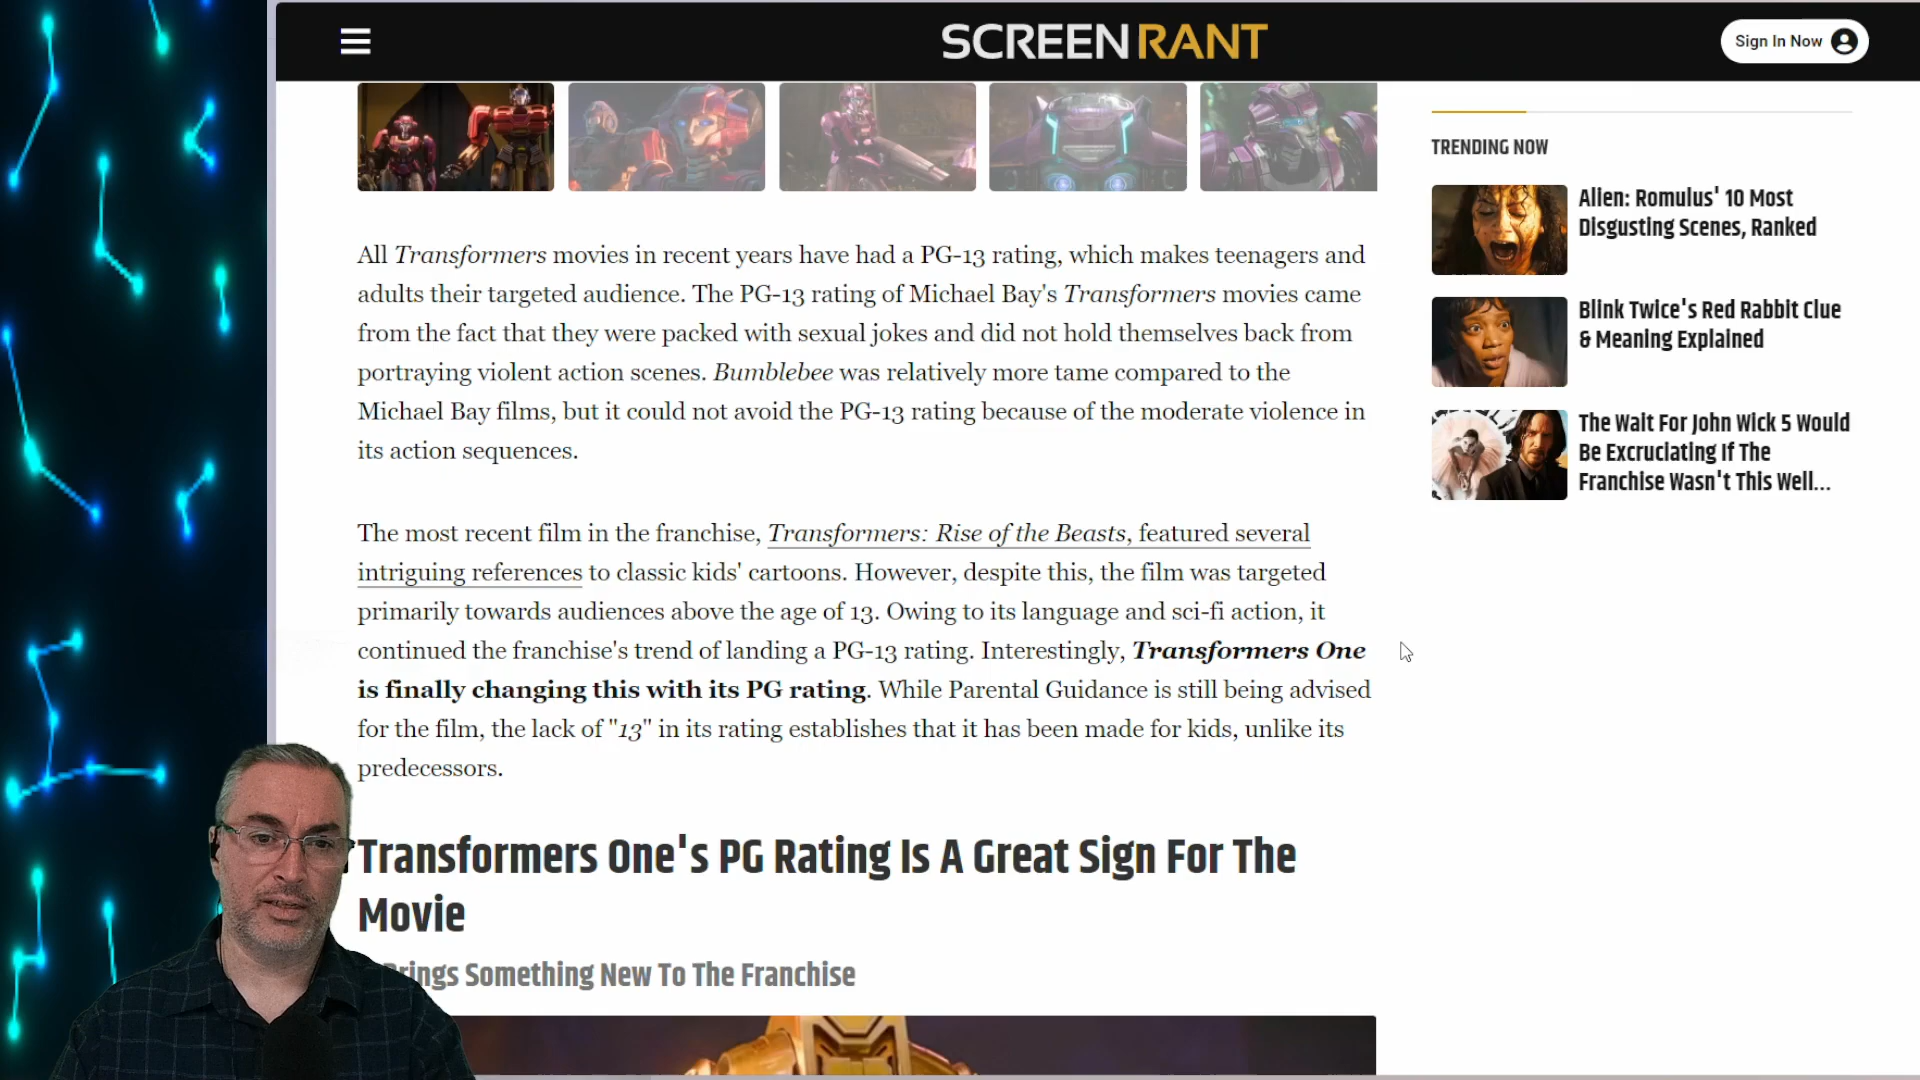 SCREENRANT
Sign In Now
All Transformers movies in recent years have had a PG-13 rating, which makes teenagers and
adults their targeted audience. The PG-13 rating of Michael Bay's Transformers movies came
from the fact that they were packed with sexual jokes and did not hold themselves back from
portraying violent action scenes. Bumblebee was relatively more tame compared to the
Michael Bay films, but it could not avoid the PG-13 rating because of the moderate violence in
its action sequences.
The most recent film in the franchise, Transformers: Rise of the Beasts, featured several
intriguing references to classic kids' cartoons. However, despite this, the film was targeted
primarily towards audiences above the age of 13. Owing to its language and sci-fi action, it
continued the franchise's trend of landing a PG-13 rating. Interestingly, Transformers One
is finally changing this with its PG rating. While Parental Guidance is still being advised
for the film, the lack of "13" in its rating establishes that it has been made for kids, unlike its
predecessors.
Transformers One's PG Rating Is A Great Sign For The
Movie
Brings Something New To The Franchise
TRENDING NOW
Alien: Romulus' 10 Most
Disgusting Scenes, Ranked
Blink Twice's Red Rabbit Clue
& Meaning Explained
The Wait For John Wick 5 Would
Be Excruciating If The
Franchise Wasn't This Well...